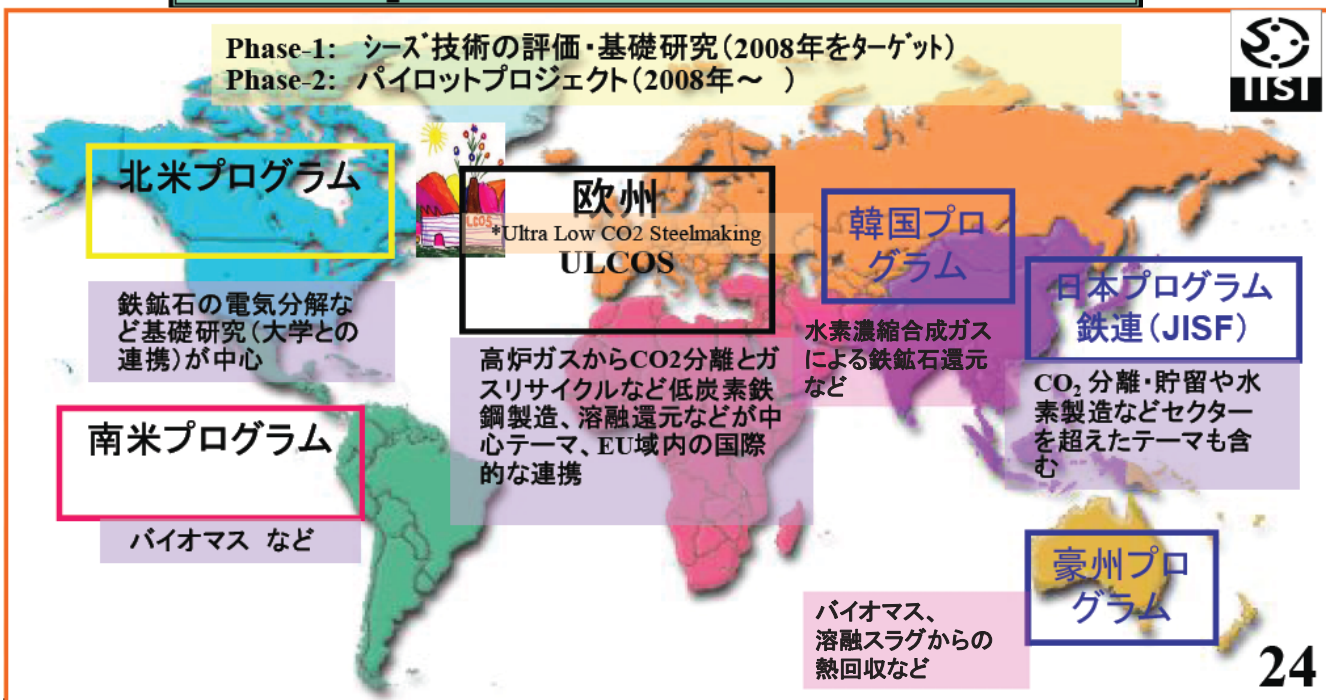 Phase-1: シーズ技術の評価・基礎研究(2008年をターゲット)
Phase-2: パイロットプロジェクト(2008年～ )
IISI
北米プログラム
鉄鉱石の電気分解な
ど基礎研究(大学との
連携)が中心
南米プログラム
バイオマス など
ULCOS
欧州
*Ultra Low CO2 Steelmaking
ULCOS
高炉ガスからCO2分離とガ
スリサイクルなど低炭素鉄
鋼製造、溶融還元などが中
心テーマ、EU域内の国際
的な連携
韓国プロ
グラム
水素濃縮合成ガス
による鉄鉱石還元
など
日本プログラム
鉄連(JISF)
CO₂ 分離・貯留や水
素製造などセクター
を超えたテーマも含
む
豪州プロ
グラム
バイオマス、
溶融スラグからの
熱回収など
24